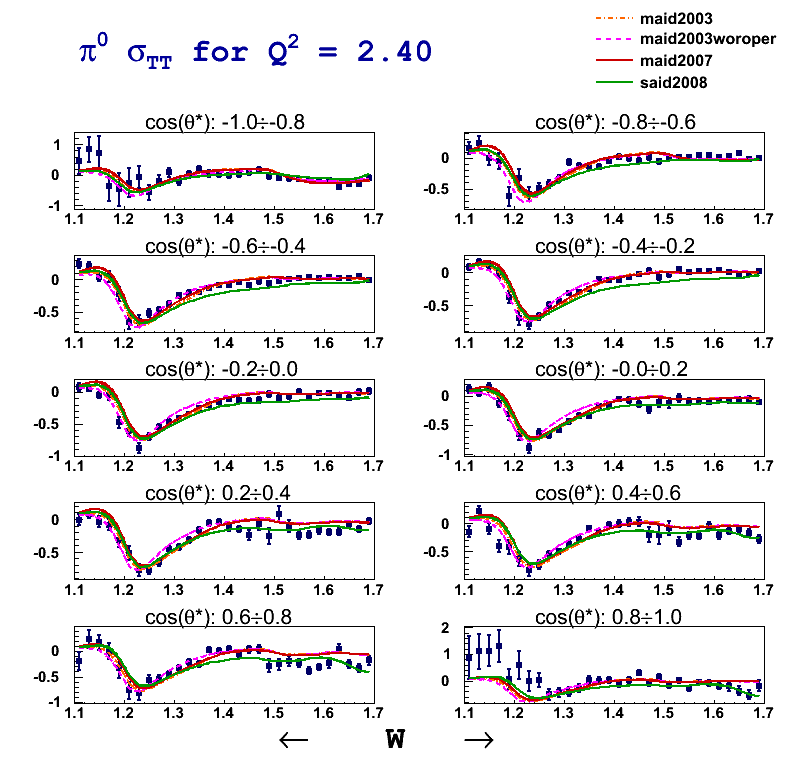 π⁰ σTT for Q² = 2.40
maid2003
maid2003woroper
maid2007
said2008
cos(θ*): -1.0÷-0.8
1
0
-1
1.1 1.2 1.3 1.4 1.5 1.6 1.7
cos(θ*): -0.8÷-0.6
0
-0.5
1.1 1.2 1.3 1.4 1.5 1.6 1.7
cos(θ*): -0.6÷-0.4
0
-0.5
1.1 1.2 1.3 1.4 1.5 1.6 1.7
cos(θ*): -0.4÷-0.2
0
-0.5
1.1 1.2 1.3 1.4 1.5 1.6 1.7
cos(θ*): -0.2÷0.0
0
-0.5
-1
1.1 1.2 1.3 1.4 1.5 1.6 1.7
cos(θ*): -0.0÷0.2
0
-0.5
-1
1.1 1.2 1.3 1.4 1.5 1.6 1.7
cos(θ*): 0.2÷0.4
0
-0.5
1.1 1.2 1.3 1.4 1.5 1.6 1.7
cos(θ*): 0.4÷0.6
0
-0.5
1.1 1.2 1.3 1.4 1.5 1.6 1.7
cos(θ*): 0.6÷0.8
0
-0.5
-1
1.1 1.2 1.3 1.4 1.5 1.6 1.7
cos(θ*): 0.8÷1.0
2
1
0
1.1 1.2 1.3 1.4 1.5 1.6 1.7
← W →